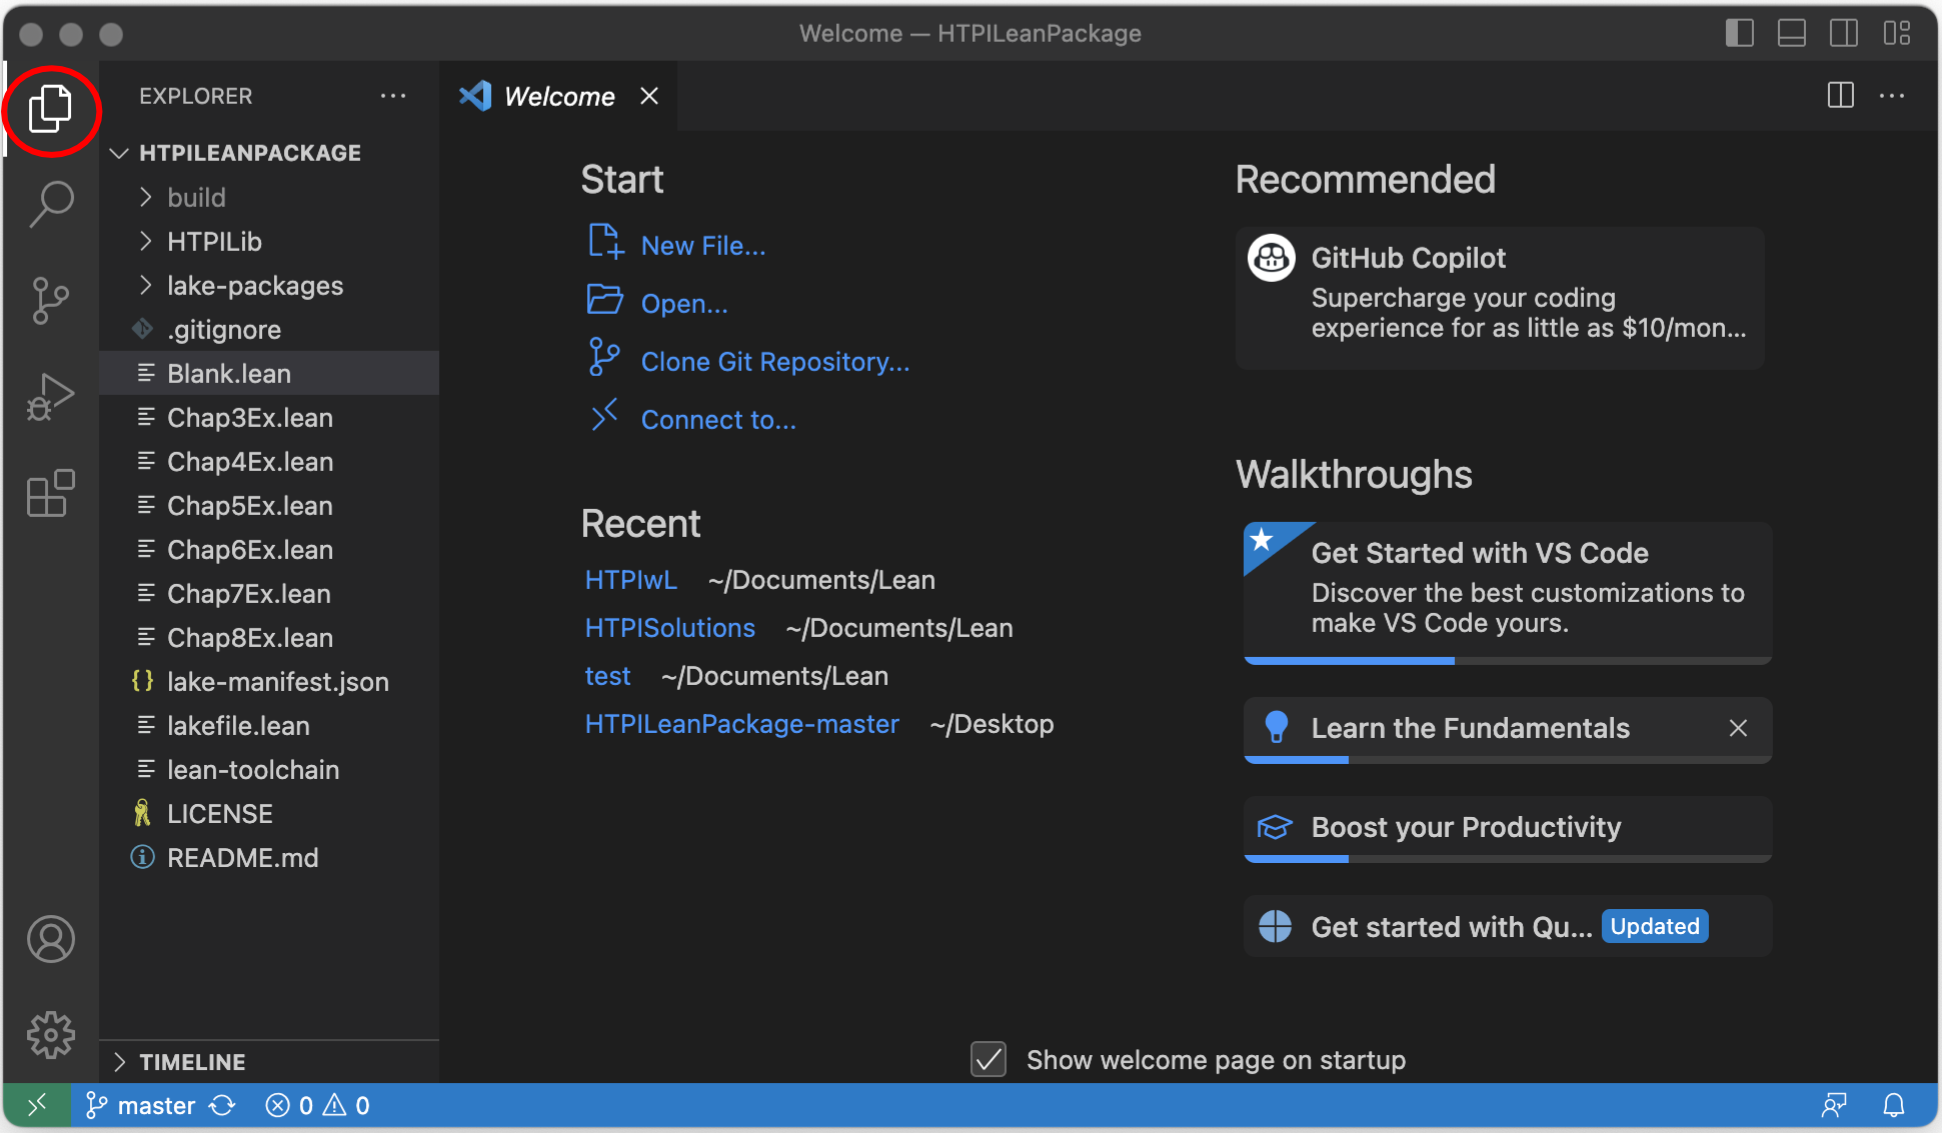 Welcome — HTPILeanPackage
EXPLORER
HTPILEANPACKAGE
build
HTPILib
lake-packages
.gitignore
Blank.lean
Chap3Ex.lean
Chap4Ex.lean
Chap5Ex.lean
Chap6Ex.lean
Chap7Ex.lean
Chap8Ex.lean
lake-manifest.json
lakefile.lean
lean-toolchain
LICENSE
README.md
TIMELINE
Welcome
Start
New File...
Open...
Clone Git Repository...
Connect to...
Recent
HTPIwL ~/Documents/Lean
HTPISolutions ~/Documents/Lean
test ~/Documents/Lean
HTPILeanPackage-master ~/Desktop
Recommended
GitHub Copilot
Supercharge your coding
experience for as little as $10/mon...
Walkthroughs
Get Started with VS Code
Discover the best customizations to
make VS Code yours.
Learn the Fundamentals
Boost your Productivity
Get started with Qu... Updated
Show welcome page on startup
master 0 0